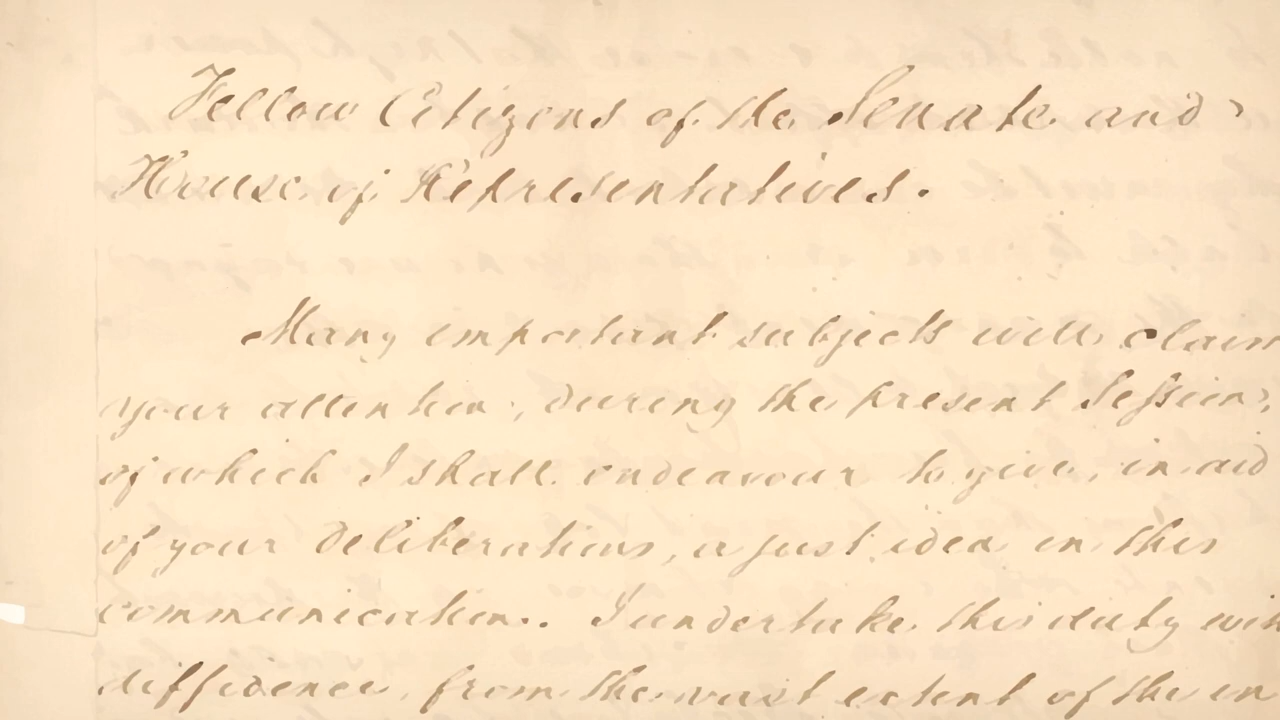 Fellow Citizens of the Senate and
House of Representatives.
Many important subjects will claim
your attention, during the present Session,
of which I shall endeavour to give, in aid
of your deliberations, a just idea in this
communication. I undertake this duty with
diffidence, from the vast extent of the in